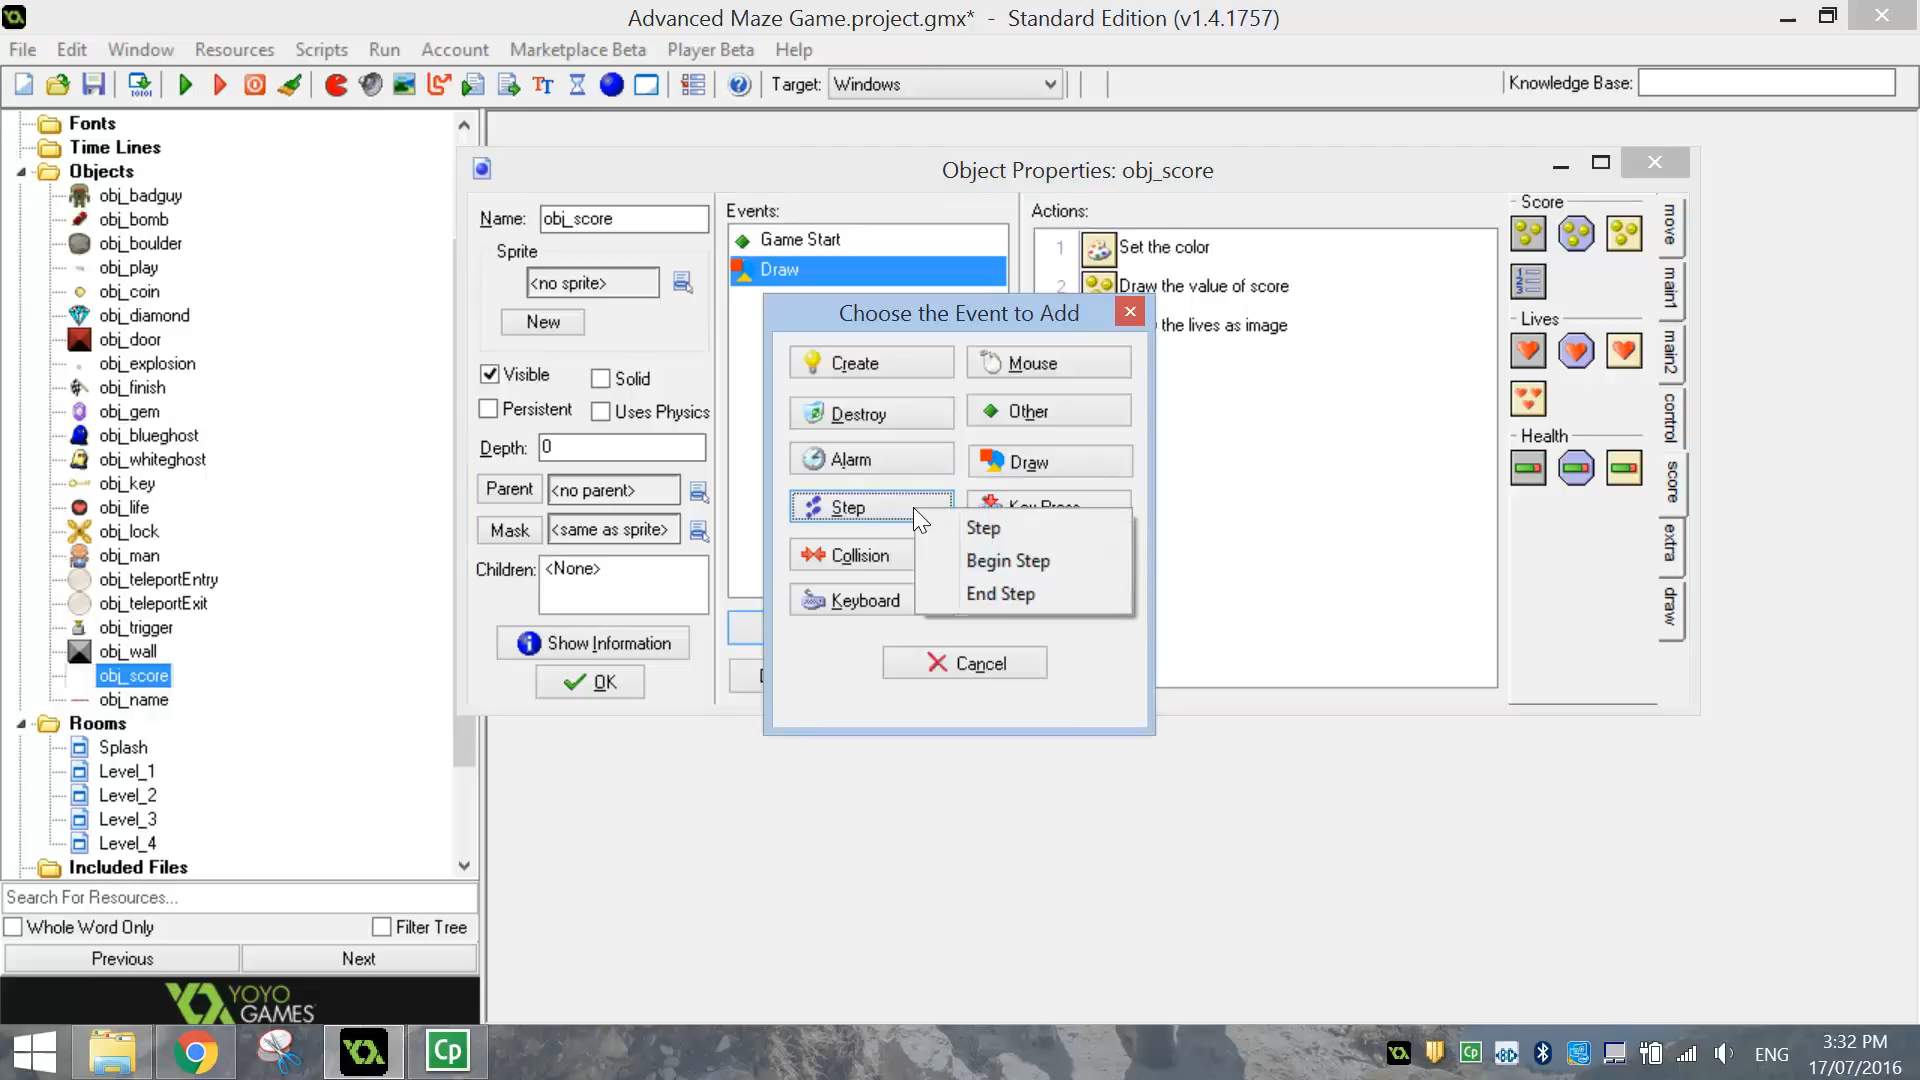 Advanced Maze Game.project.gmx* - Standard Edition (v1.4.1757)
File Edit Window Resources Scripts Run Account Marketplace Beta Player Beta Help
Target: Windows
Knowledge Base:
Fonts
Time Lines
Objects
obj_badguy
obj_bomb
obj_boulder
obj_play
obj_coin
obj_diamond
obj_door
obj_explosion
obj_finish
obj_gem
obj_blueghost
obj_whiteghost
obj_key
obj_life
obj_lock
obj_man
obj_teleportEntry
obj_teleportExit
obj_trigger
obj_wall
obj_score
obj_name
Rooms
Splash
Level_1
Level_2
Level_3
Level_4
Included Files
Search For Resources...
Whole Word Only
Filter Tree
Previous
Next
YOYO
GAMES
Object Properties: obj_score
Name: obj_score
Sprite
<no sprite>
New
Visible
Solid
Persistent
Uses Physics
Depth: 0
Parent <no parent>
Mask <same as sprite>
Children: <None>
Show Information
OK
Events:
Game Start
Draw
Actions:
1 Set the color
2 Draw the value of score
the lives as image
Choose the Event to Add
Create
Mouse
Destroy
Other
Alarm
Draw
Step
Key Press
Collision
Keyboard
Step
Begin Step
End Step
Cancel
Score
Lives
Health
move
main1
main2
control
score
extra
draw
Cp
Cp
ENG
3:32 PM
17/07/2016